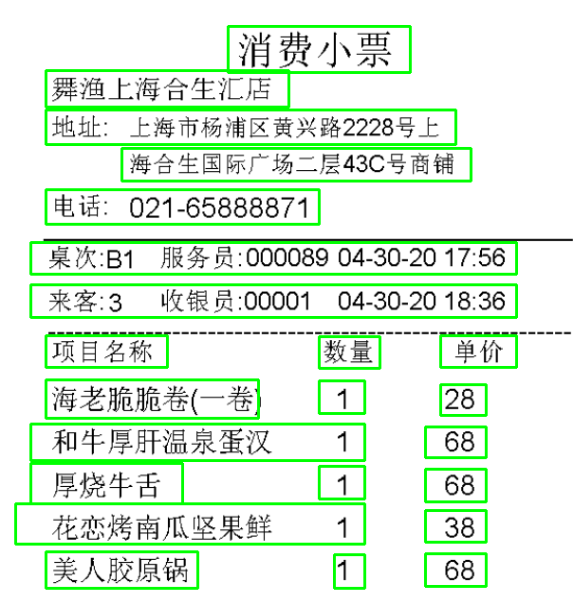 消费小票
舞渔上海合生汇店
地址: 上海市杨浦区黄兴路2228号上
海合生国际广场二层43C号商铺
电话: 021-65888871
桌次:B1 服务员:000089 04-30-20 17:56
来客:3 收银员:00001 04-30-20 18:36
项目名称 数量 单价
海老脆脆卷(一卷) 1 28
和牛厚肝温泉蛋汉 1 68
厚烧牛舌 1 68
花恋烤南瓜坚果鲜 1 38
美人胶原锅 1 68